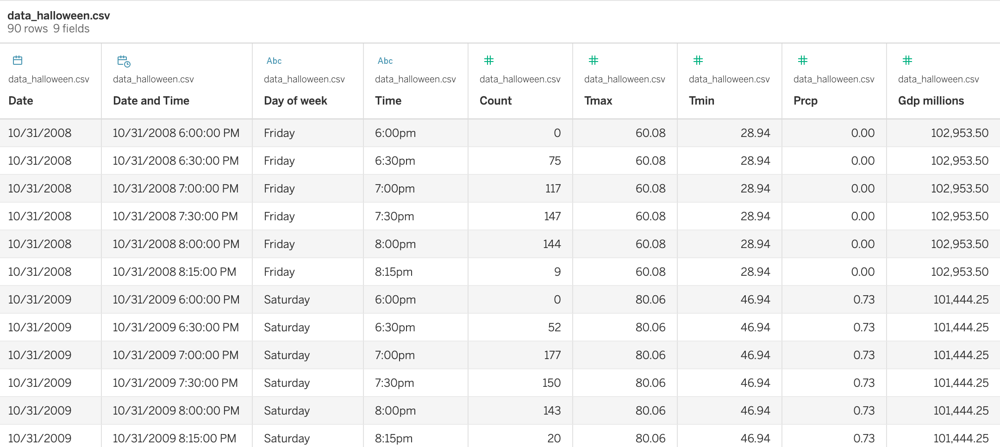 data_halloween.csv
90 rows 9 fields
Abc Abc
data_halloween.csv data_halloween.csv data_halloween.csv data_halloween.csv data_halloween.csv data_halloween.csv data_halloween.csv data_halloween.csv data_halloween.csv
Date Date and Time Day of week Time Count Tmax Tmin Prcp Gdp millions
10/31/2008 10/31/2008 6:00:00 PM Friday 6:00pm 0 60.08 28.94 0.00 102,953.50
10/31/2008 10/31/2008 6:30:00 PM Friday 6:30pm 75 60.08 28.94 0.00 102,953.50
10/31/2008 10/31/2008 7:00:00 PM Friday 7:00pm 117 60.08 28.94 0.00 102,953.50
10/31/2008 10/31/2008 7:30:00 PM Friday 7:30pm 147 60.08 28.94 0.00 102,953.50
10/31/2008 10/31/2008 8:00:00 PM Friday 8:00pm 144 60.08 28.94 0.00 102,953.50
10/31/2008 10/31/2008 8:15:00 PM Friday 8:15pm 9 60.08 28.94 0.00 102,953.50
10/31/2009 10/31/2009 6:00:00 PM Saturday 6:00pm 0 80.06 46.94 0.73 101,444.25
10/31/2009 10/31/2009 6:30:00 PM Saturday 6:30pm 52 80.06 46.94 0.73 101,444.25
10/31/2009 10/31/2009 7:00:00 PM Saturday 7:00pm 177 80.06 46.94 0.73 101,444.25
10/31/2009 10/31/2009 7:30:00 PM Saturday 7:30pm 150 80.06 46.94 0.73 101,444.25
10/31/2009 10/31/2009 8:00:00 PM Saturday 8:00pm 143 80.06 46.94 0.73 101,444.25
10/31/2009 10/31/2009 8:15:00 PM Saturday 8:15pm 20 80.06 46.94 0.73 101,444.25